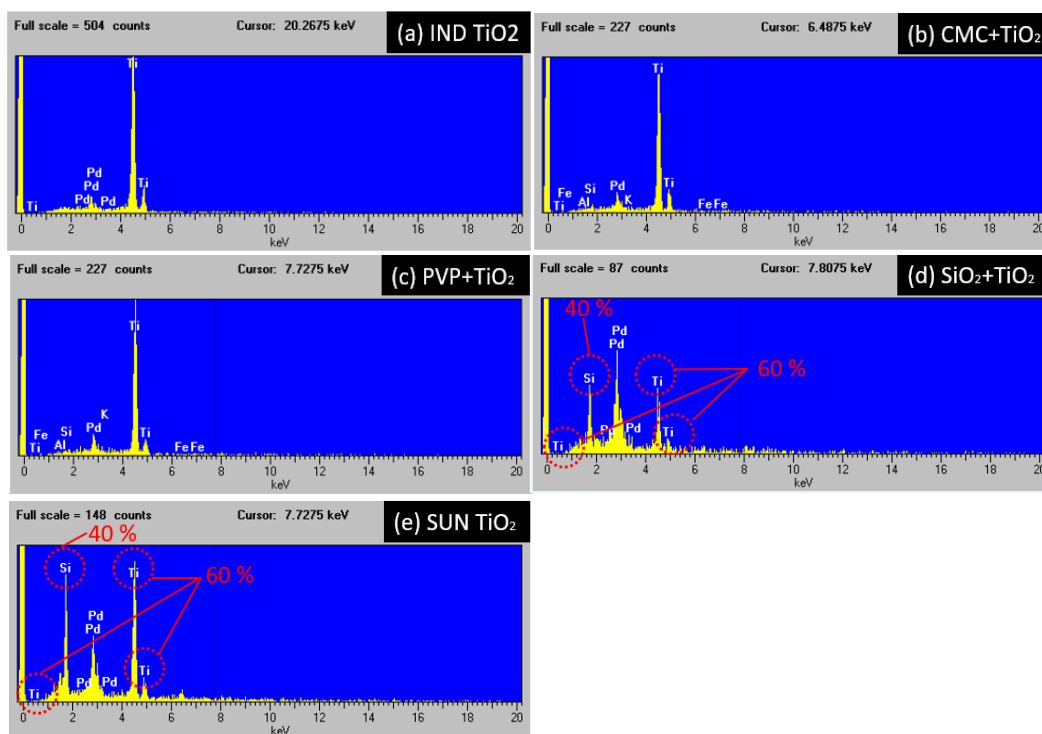 Full scale = 504 counts Cursor: 20.2675 keV (a) IND TiO2
Ti
Pd
Pd
Pd Pd Ti
Ti
0 2 4 6 8 10 12 14 16 18 20
keV
Full scale = 227 counts Cursor: 6.4875 keV (b) CMC+TiO₂
Ti
Fe Si Pd Ti
Ti Al K Fe Fe
0 2 4 6 8 10 12 14 16 18 20
keV
Full scale = 227 counts Cursor: 7.7275 keV (c) PVP+TiO₂
Ti
K
Fe Si Pd Ti
Ti Al Fe Fe
0 2 4 6 8 10 12 14 16 18 20
keV
Full scale = 87 counts Cursor: 7.8075 keV (d) SiO₂+TiO₂
40 %
Pd
Pd
60 %
Si Ti
Pd Pd Ti
Ti
0 2 4 6 8 10 12 14 16 18 20
keV
Full scale = 148 counts Cursor: 7.7275 keV (e) SUN TiO₂
40 %
Si Ti 60 %
Pd
Pd
Ti
Pd Pd
Ti
0 2 4 6 8 10 12 14 16 18 20
keV